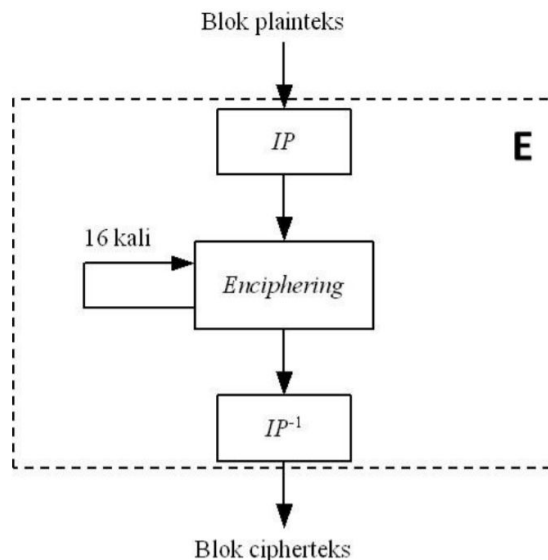 Blok plainteks
IP
E
16 kali
Enciphering
IP⁻¹
Blok cipherteks